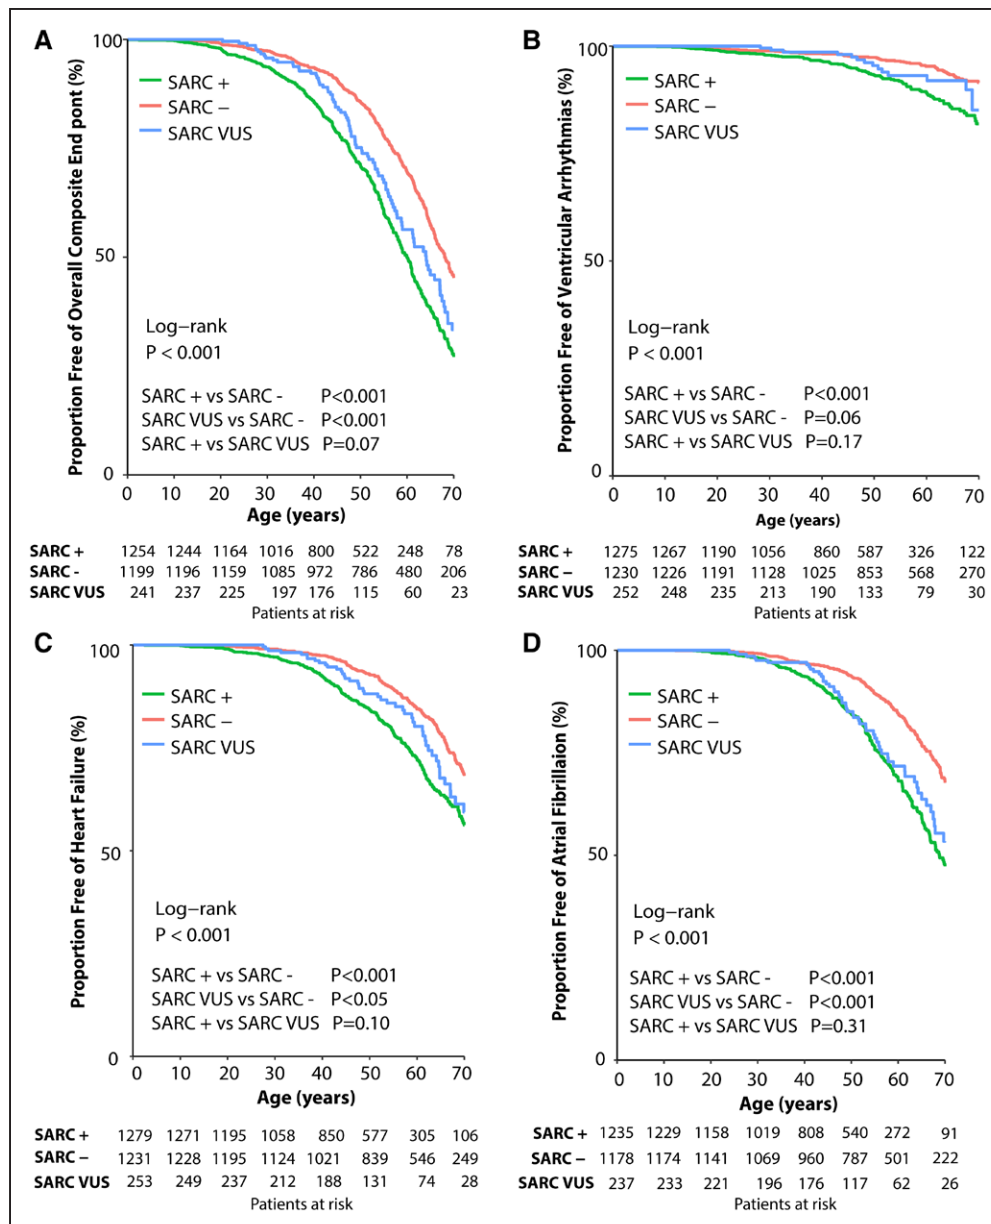 A
Proportion Free of Overall Composite End pont (%)
100
50
0
SARC +
SARC –
SARC VUS
Log–rank
P < 0.001
SARC + vs SARC - P<0.001
SARC VUS vs SARC - P<0.001
SARC + vs SARC VUS P=0.07
0 10 20 30 40 50 60 70
Age (years)
SARC + 1254 1244 1164 1016 800 522 248 78
SARC - 1199 1196 1159 1085 972 786 480 206
SARC VUS 241 237 225 197 176 115 60 23
Patients at risk
B
Proportion Free of Ventricular Arrhythmias (%)
100
50
0
SARC +
SARC –
SARC VUS
Log–rank
P < 0.001
SARC + vs SARC - P<0.001
SARC VUS vs SARC - P=0.06
SARC + vs SARC VUS P=0.17
0 10 20 30 40 50 60 70
Age (years)
SARC + 1275 1267 1190 1056 860 587 326 122
SARC – 1230 1226 1191 1128 1025 853 568 270
SARC VUS 252 248 235 213 190 133 79 30
Patients at risk
C
Proportion Free of Heart Failure (%)
100
50
0
SARC +
SARC –
SARC VUS
Log–rank
P < 0.001
SARC + vs SARC - P<0.001
SARC VUS vs SARC - P<0.05
SARC + vs SARC VUS P=0.10
0 10 20 30 40 50 60 70
Age (years)
SARC + 1279 1271 1195 1058 850 577 305 106
SARC – 1231 1228 1195 1124 1021 839 546 249
SARC VUS 253 249 237 212 188 131 74 28
Patients at risk
D
Proportion Free of Atrial Fibrillaion (%)
100
50
0
SARC +
SARC –
SARC VUS
Log–rank
P < 0.001
SARC + vs SARC - P<0.001
SARC VUS vs SARC - P<0.001
SARC + vs SARC VUS P=0.31
0 10 20 30 40 50 60 70
Age (years)
SARC + 1235 1229 1158 1019 808 540 272 91
SARC – 1178 1174 1141 1069 960 787 501 222
SARC VUS 237 233 221 196 176 117 62 26
Patients at risk